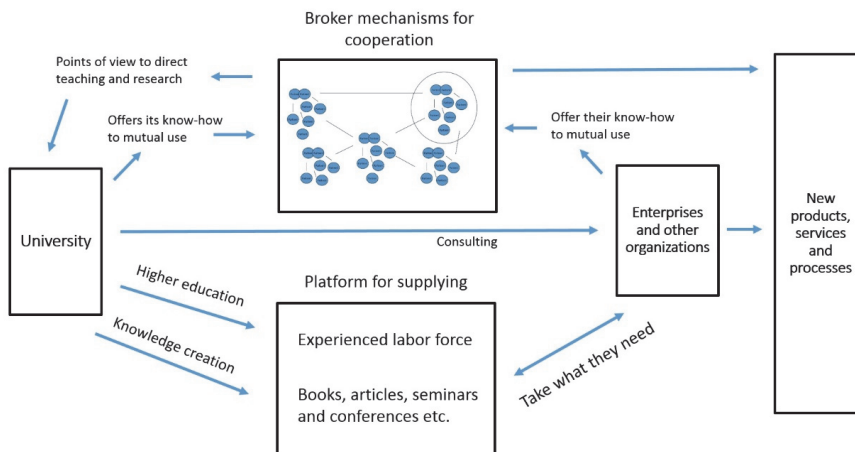 Broker mechanisms for
cooperation
Points of view to direct
teaching and research
Offers its know-how
to mutual use
Offer their know-how
to mutual use
University
Consulting
Enterprises
and other
organizations
New
products,
services
and
processes
Higher education
Knowledge creation
Platform for supplying
Experienced labor force
Books, articles, seminars
and conferences etc.
Take what they need